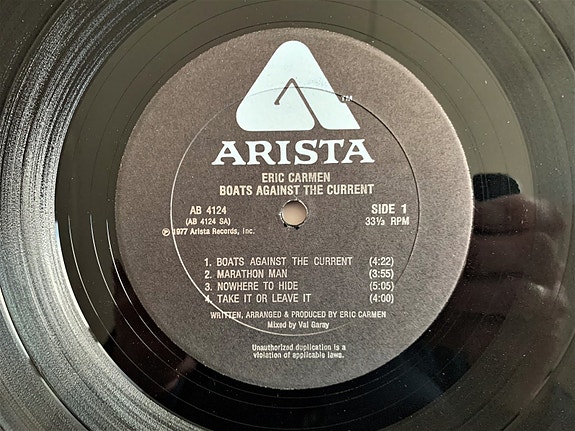 TM
ARISTA
ERIC CARMEN
BOATS AGAINST THE CURRENT
AB 4124
(AB 4124 SA)
℗ 1977 Arista Records, Inc.
SIDE 1
33⅓ RPM
1. BOATS AGAINST THE CURRENT (4:22)
2. MARATHON MAN (3:55)
3. NOWHERE TO HIDE (5:05)
4. TAKE IT OR LEAVE IT (4:00)
WRITTEN, ARRANGED & PRODUCED BY ERIC CARMEN
Mixed by Val Garay
Unauthorized duplication is a
violation of applicable laws.